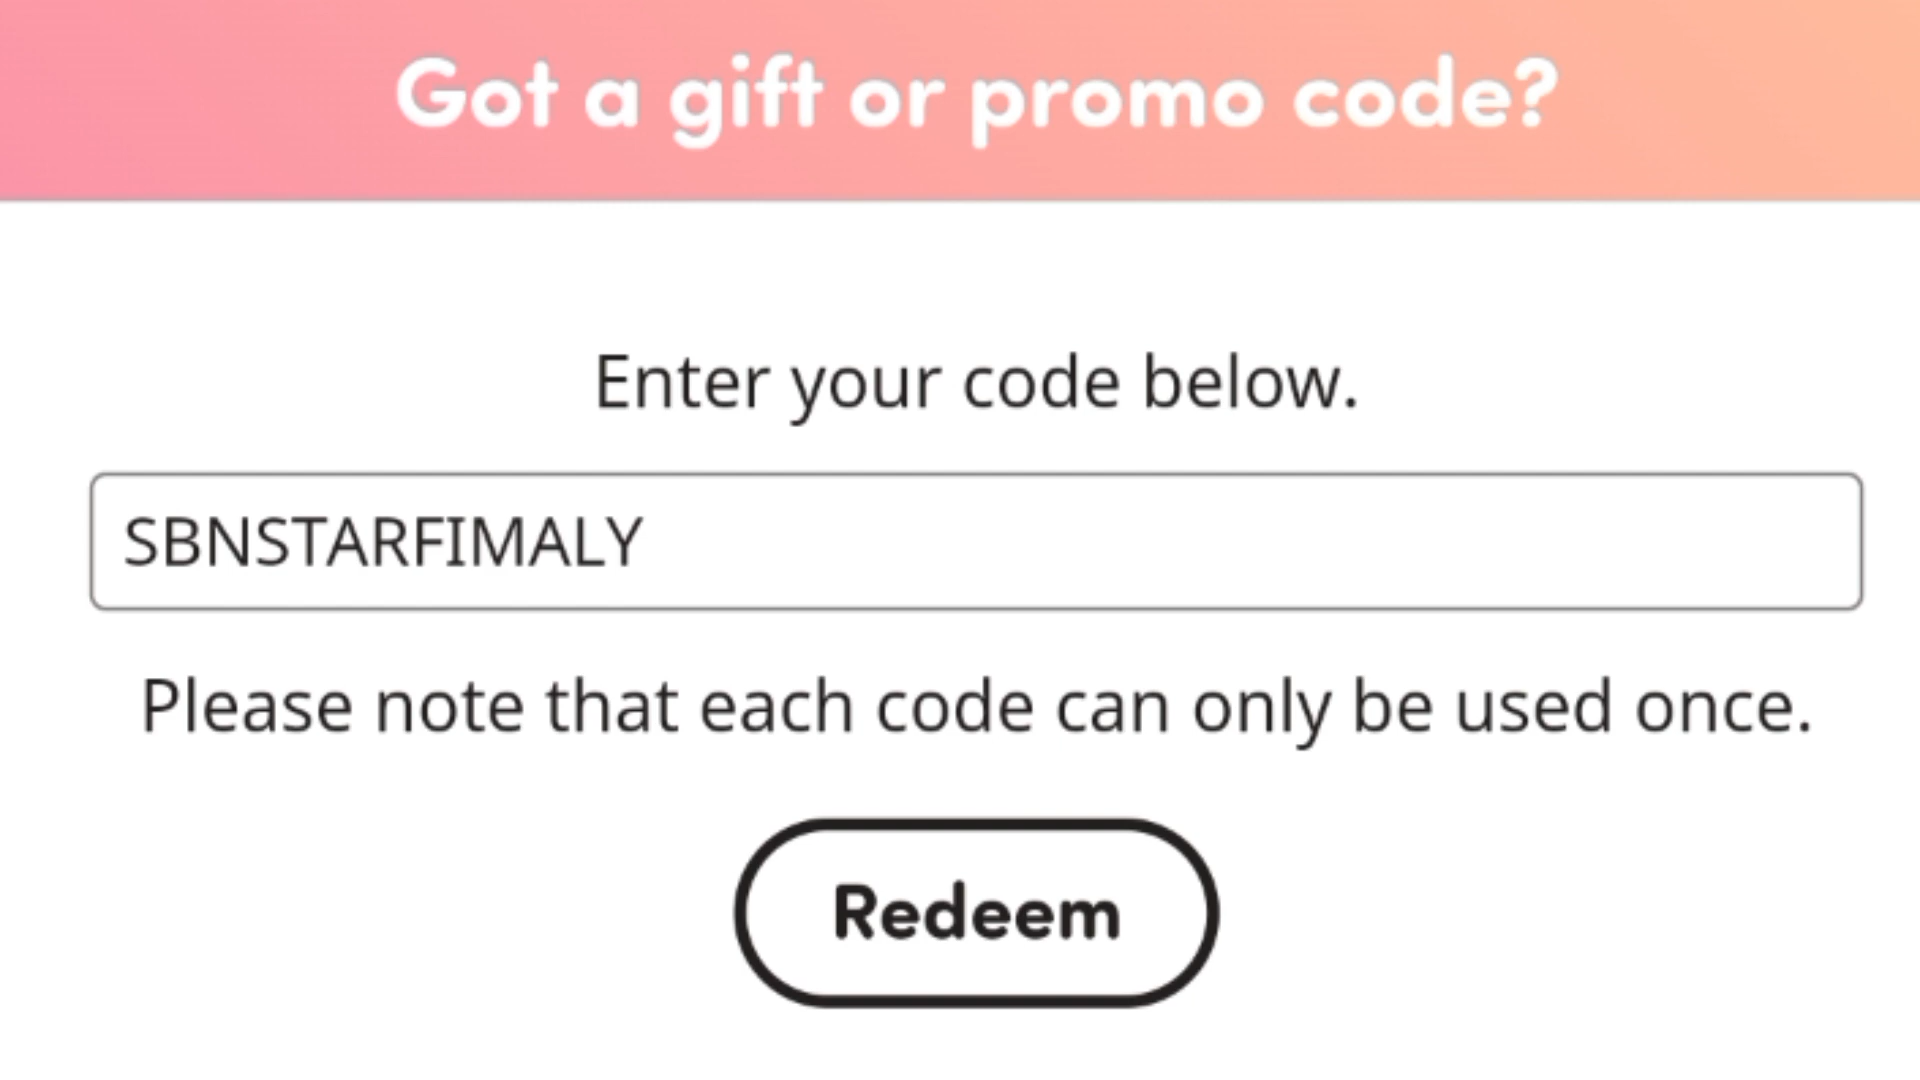 Got a gift or promo code?
Enter your code below.
SBNSTARFIMALY
Please note that each code can only be used once.
Redeem